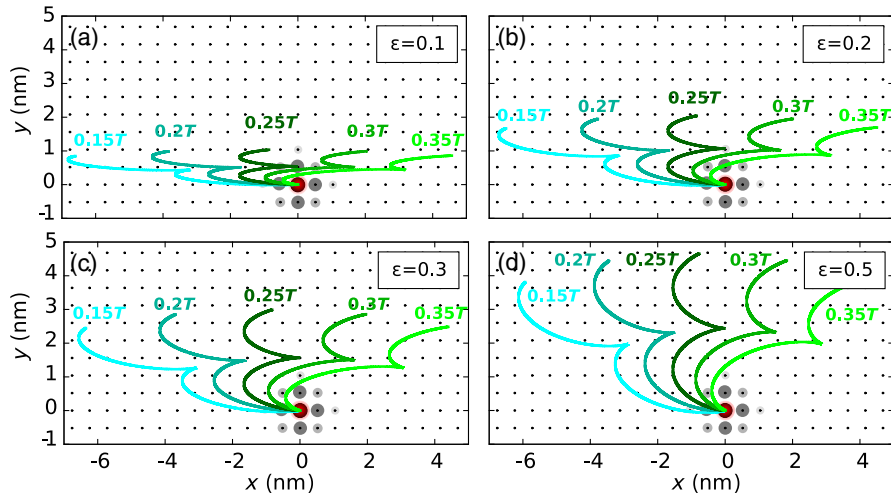 (a)
ε=0.1
0.15T
0.2T
0.25T
0.3T
0.35T
5
4
3
2
1
0
-1
y (nm)
(b)
ε=0.2
0.15T
0.2T
0.25T
0.3T
0.35T
(c)
ε=0.3
0.15T
0.2T
0.25T
0.3T
0.35T
5
4
3
2
1
0
-1
y (nm)
-6
-4
-2
0
2
4
x (nm)
(d)
ε=0.5
0.15T
0.2T
0.25T
0.3T
0.35T
-6
-4
-2
0
2
4
x (nm)